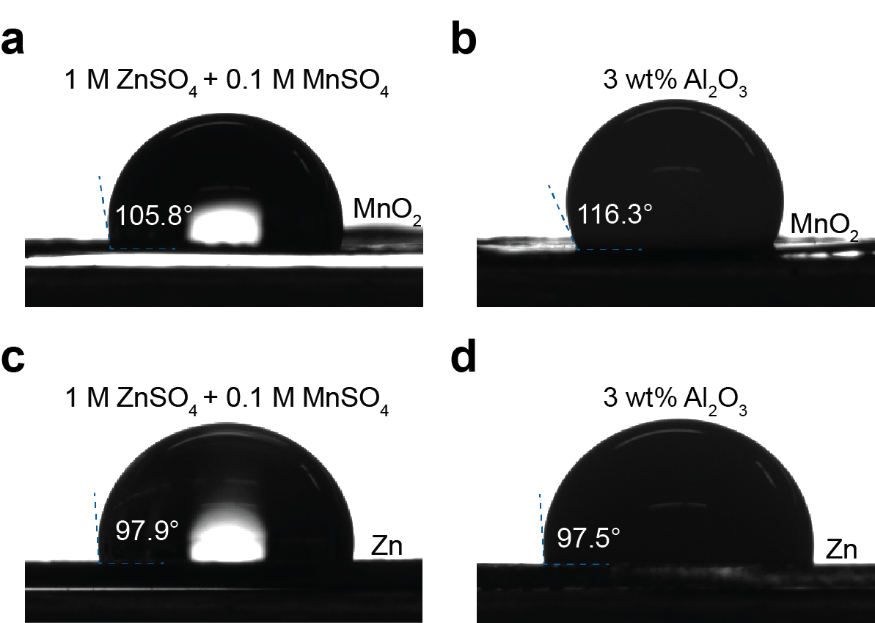 a
1 M ZnSO₄ + 0.1 M MnSO₄
105.8°
MnO₂
b
3 wt% Al₂O₃
116.3°
MnO₂
c
1 M ZnSO₄ + 0.1 M MnSO₄
97.9°
Zn
d
3 wt% Al₂O₃
97.5°
Zn